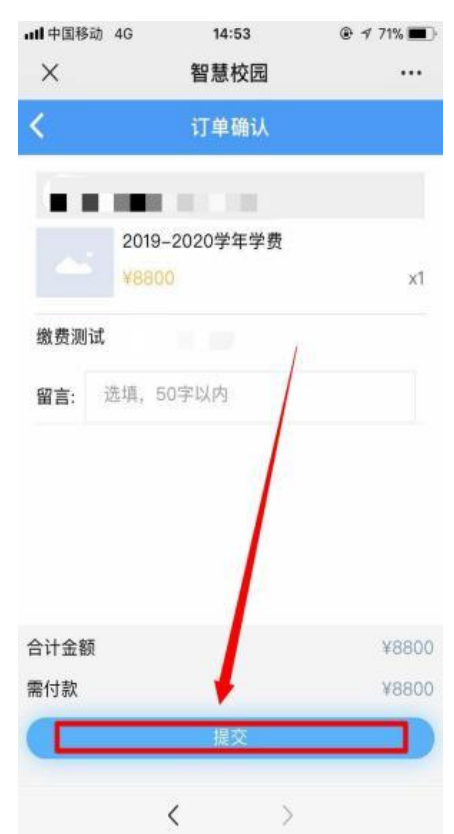 中国移动 4G 14:53 71%
智慧校园
订单确认
2019-2020学年学费
¥8800 x1
缴费测试
留言: 选填，50字以内
合计金额 ¥8800
需付款 ¥8800
提交